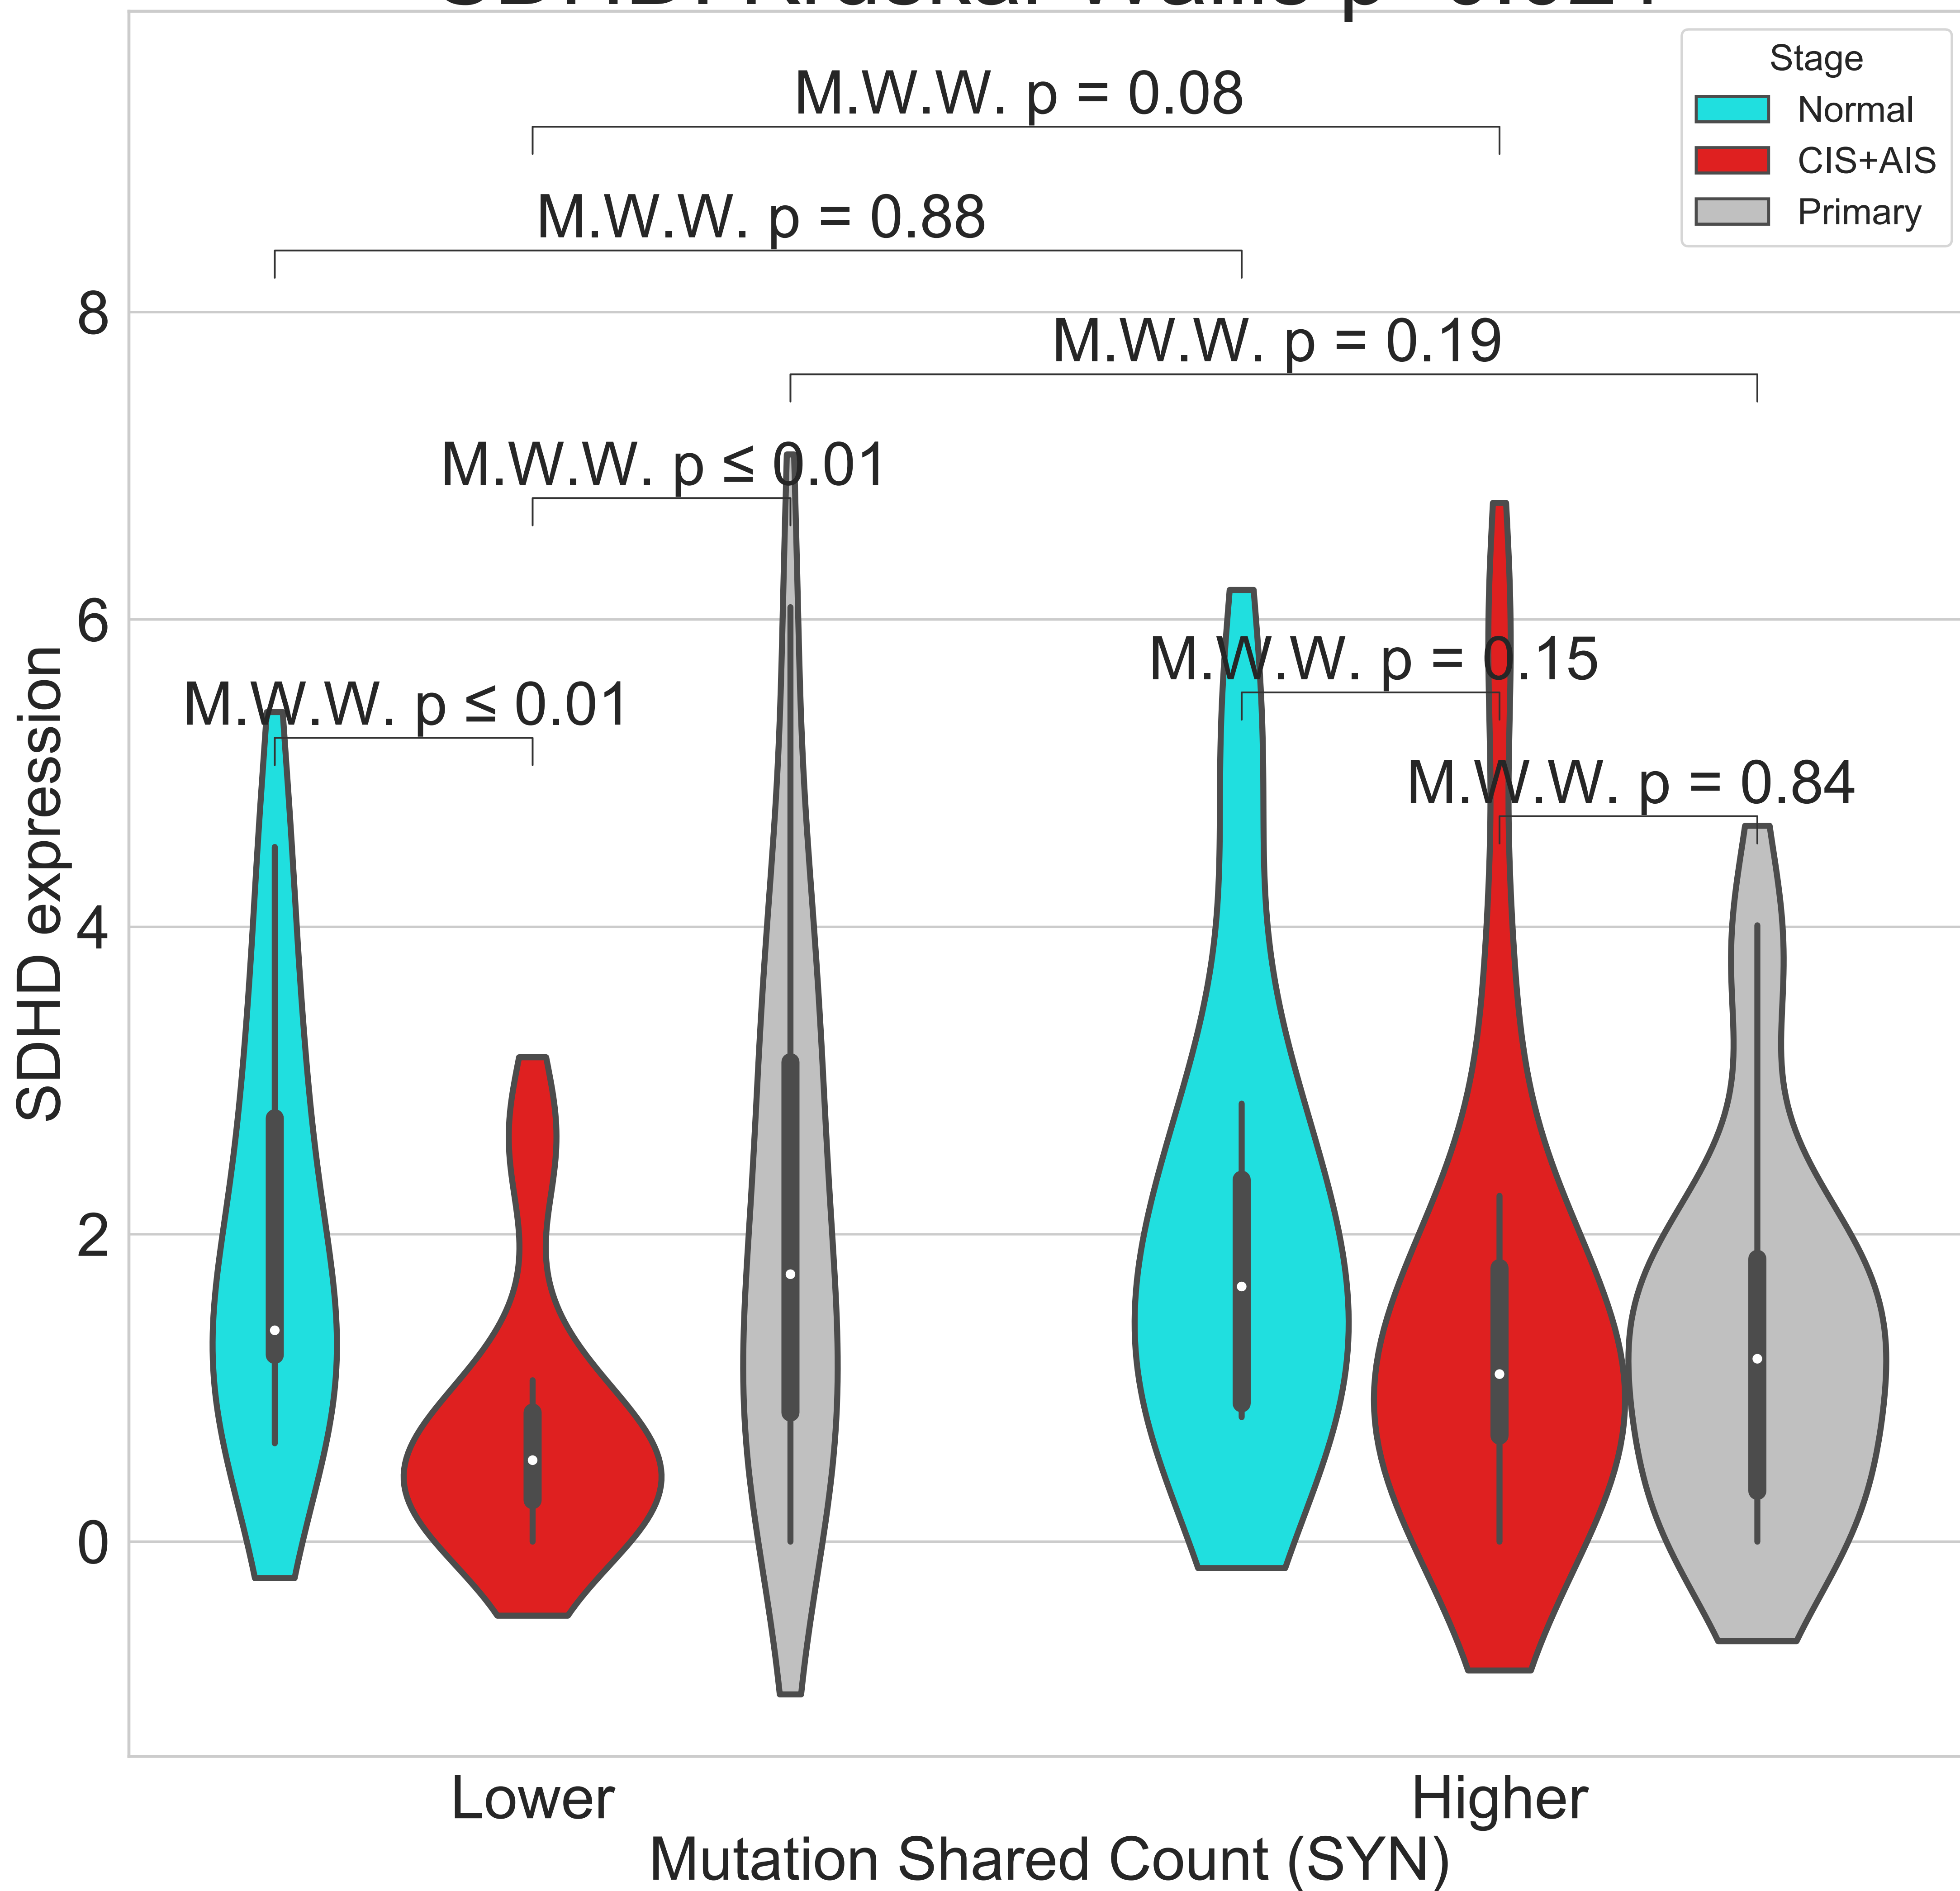 Stage
Normal
CIS+AIS
Primary
M.W.W. p = 0.08
M.W.W. p = 0.88
M.W.W. p = 0.19
M.W.W. p ≤ 0.01
M.W.W. p = 0.15
M.W.W. p ≤ 0.01
M.W.W. p = 0.84
8
6
4
2
0
SDHD expression
Lower
Higher
Mutation Shared Count (SYN)